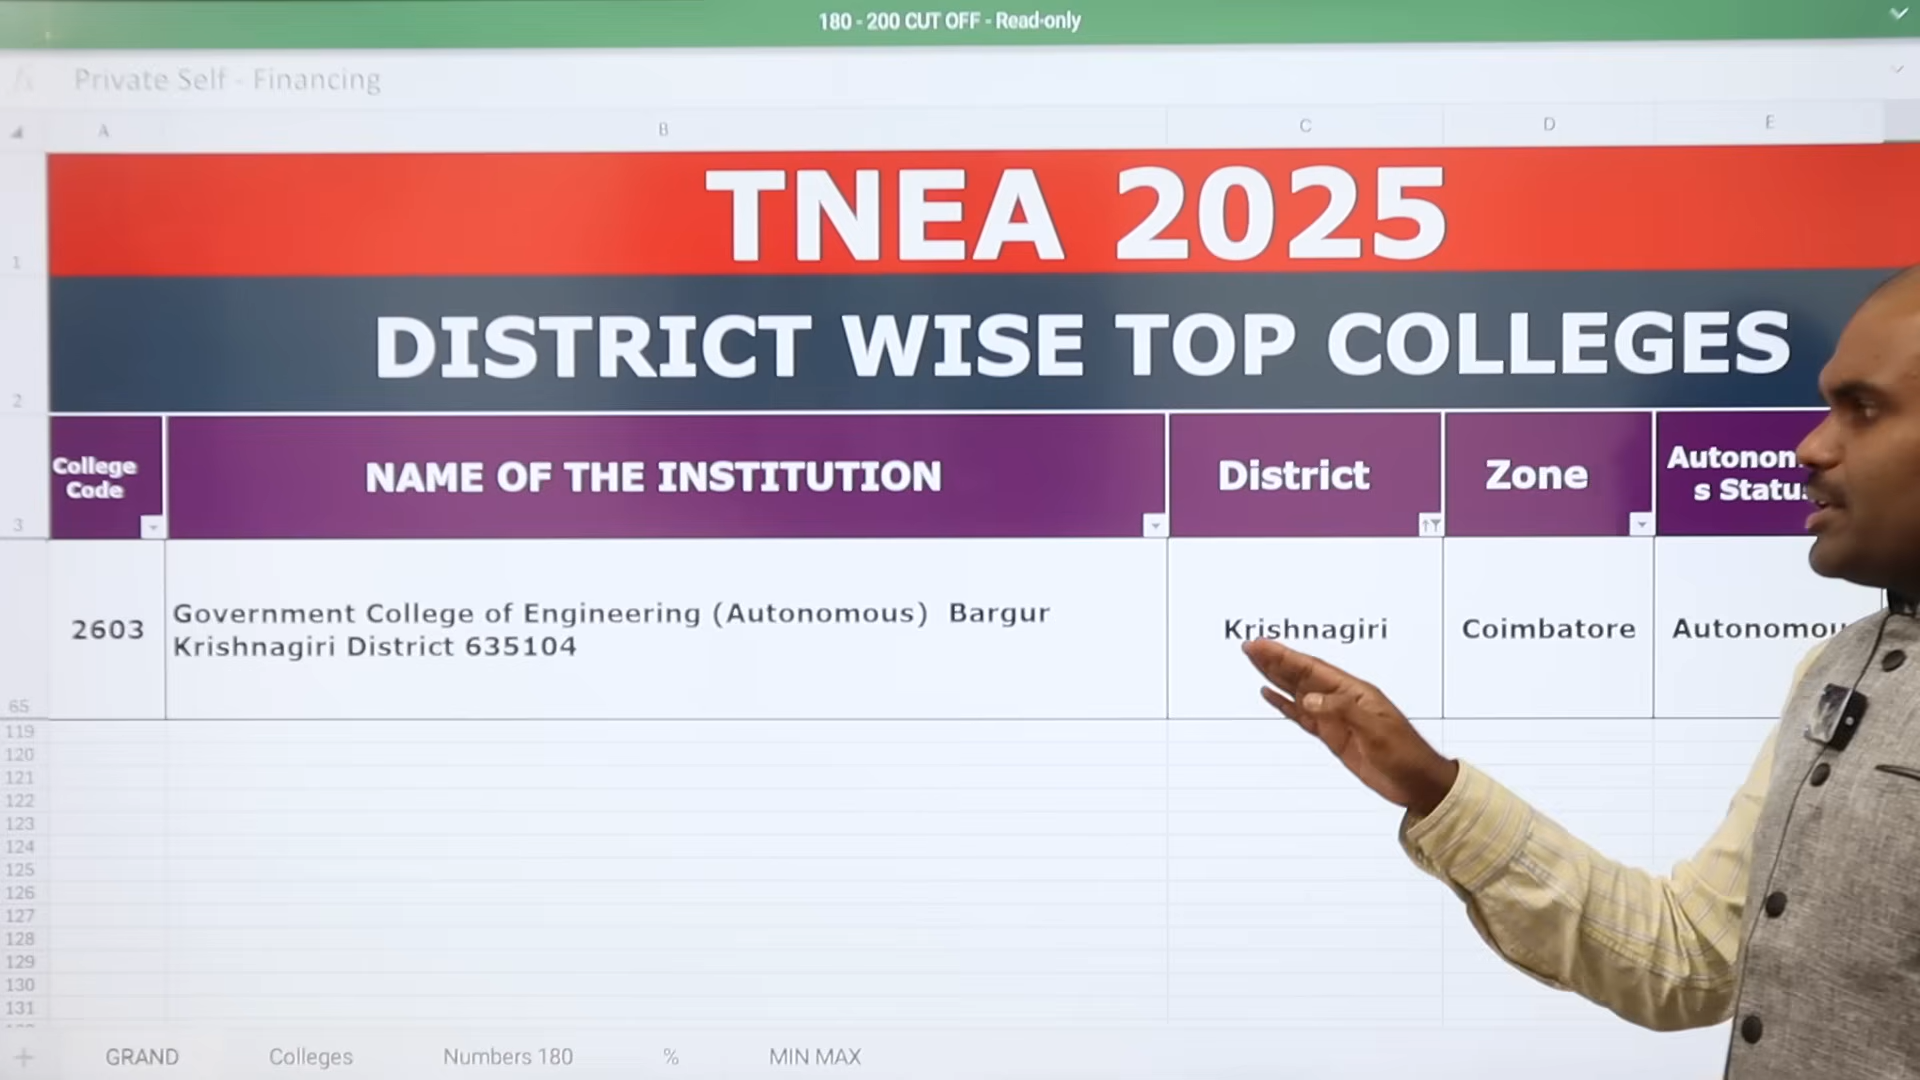 180 - 200 CUT OFF - Read-only
Private Self - Financing
A B C D E
1 TNEA 2025
2 DISTRICT WISE TOP COLLEGES
College
Code
NAME OF THE INSTITUTION
District
Zone
Autonom
s Statu
3
2603
Government College of Engineering (Autonomous) Bargur
Krishnagiri District 635104
Krishnagiri
Coimbatore
Autonomou
65
119
120
121
122
123
124
125
126
127
128
129
130
131
GRAND Colleges Numbers 180 % MIN MAX